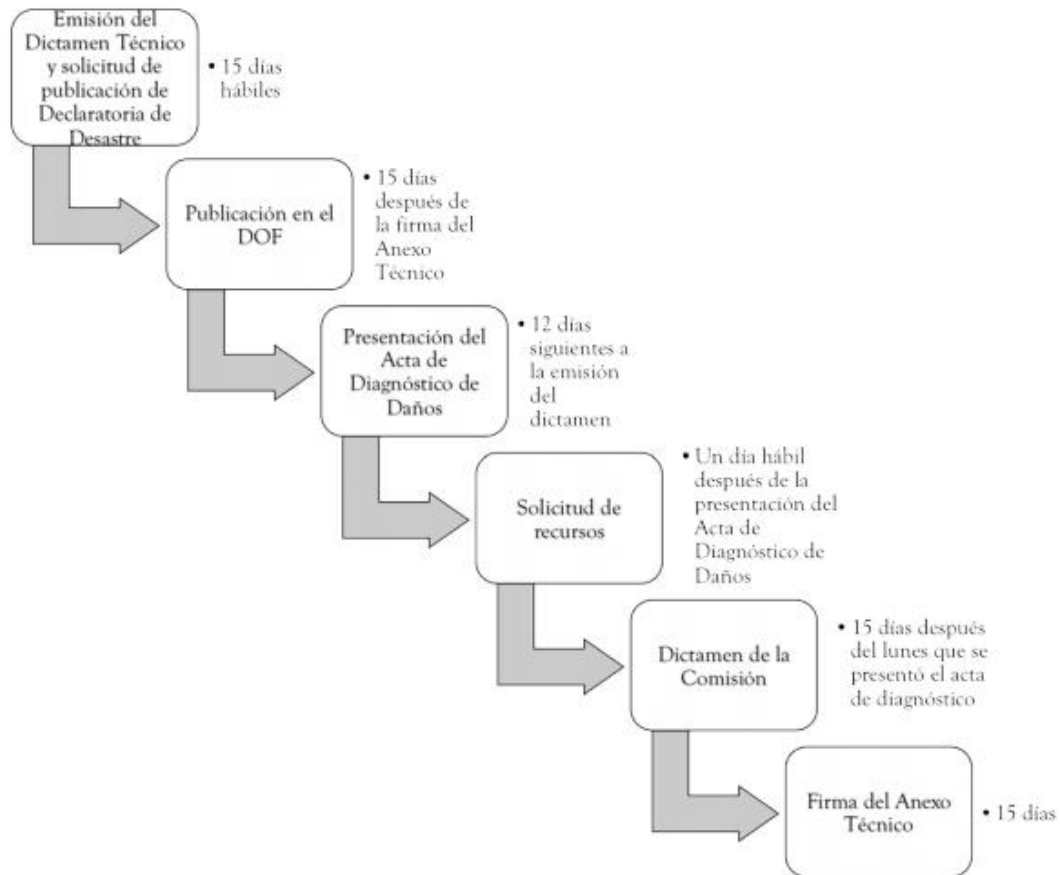 Emisión del
Dictamen Técnico
y solicitud de
publicación de
Declaratoria de
Desastre
• 15 días
hábiles
Publicación en el
DOF
• 15 días
después de
la firma del
Anexo
Técnico
Presentación del
Acta de
Diagnóstico de
Daños
• 12 días
siguientes a
la emisión
del
dictamen
Solicitud de
recursos
• Un día hábil
después de la
presentación del
Acta de
Diagnóstico de
Daños
Dictamen de la
Comisión
• 15 días después
del lunes que se
presentó el acta
de diagnóstico
Firma del Anexo
Técnico
• 15 días